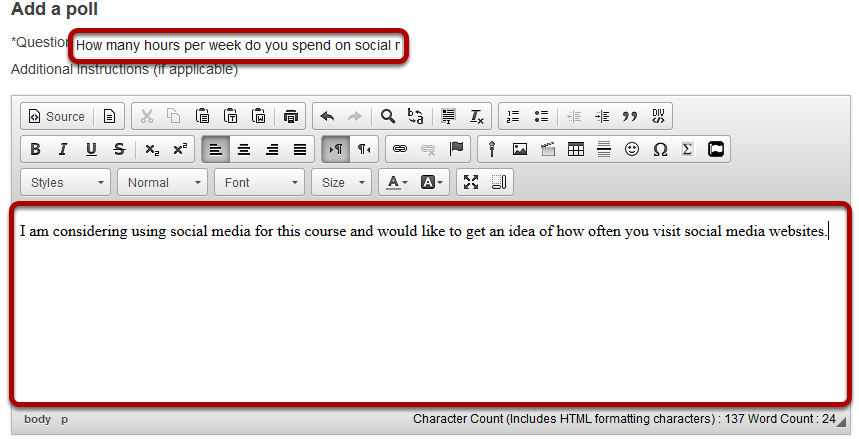 Add a poll
*Question How many hours per week do you spend on social r
Additional Instructions (if applicable)
Source
B I U S x₂ x² ¶ ¶ Ω Σ
Styles Normal Font Size A A
I am considering using social media for this course and would like to get an idea of how often you visit social media websites.
body p Character Count (Includes HTML formatting characters) : 137 Word Count : 24